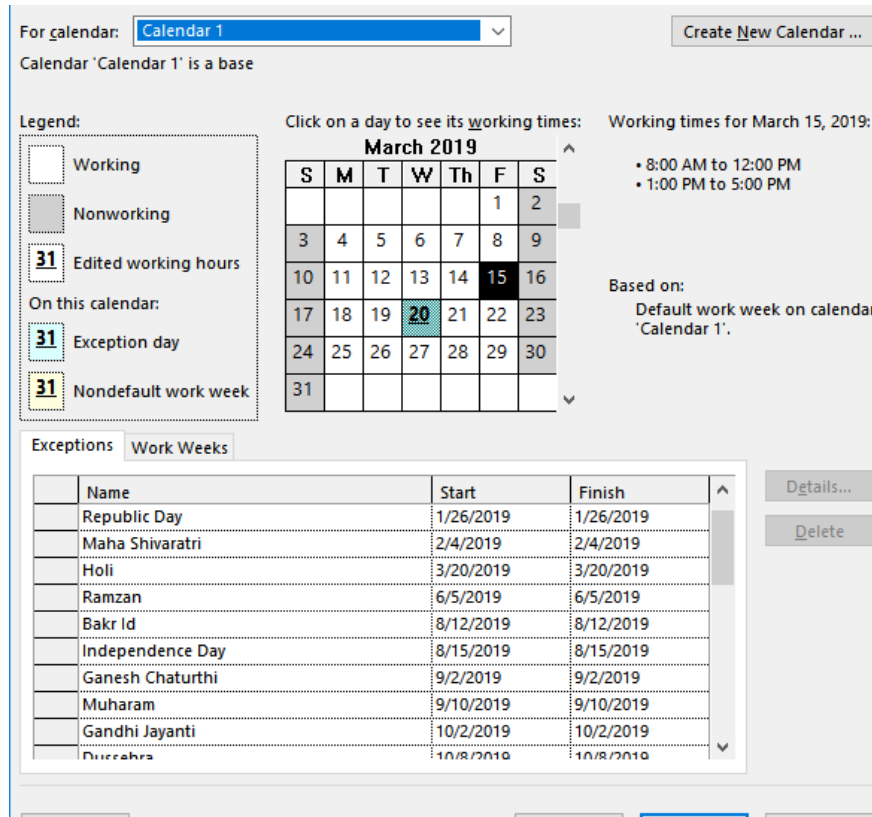 For calendar: Calendar 1 Create New Calendar ...
Calendar 'Calendar 1' is a base
Legend:
Working
Nonworking
31 Edited working hours
On this calendar:
31 Exception day
31 Nondefault work week
Click on a day to see its working times:
March 2019
S M T W Th F S
1 2
3 4 5 6 7 8 9
10 11 12 13 14 15 16
17 18 19 20 21 22 23
24 25 26 27 28 29 30
31
Working times for March 15, 2019:
• 8:00 AM to 12:00 PM
• 1:00 PM to 5:00 PM
Based on:
Default work week on calendar
'Calendar 1'.
Exceptions Work Weeks
Name Start Finish
Republic Day 1/26/2019 1/26/2019
Maha Shivaratri 2/4/2019 2/4/2019
Holi 3/20/2019 3/20/2019
Ramzan 6/5/2019 6/5/2019
Bakr Id 8/12/2019 8/12/2019
Independence Day 8/15/2019 8/15/2019
Ganesh Chaturthi 9/2/2019 9/2/2019
Muharam 9/10/2019 9/10/2019
Gandhi Jayanti 10/2/2019 10/2/2019
Dussehra 10/8/2019 10/8/2019
Details...
Delete